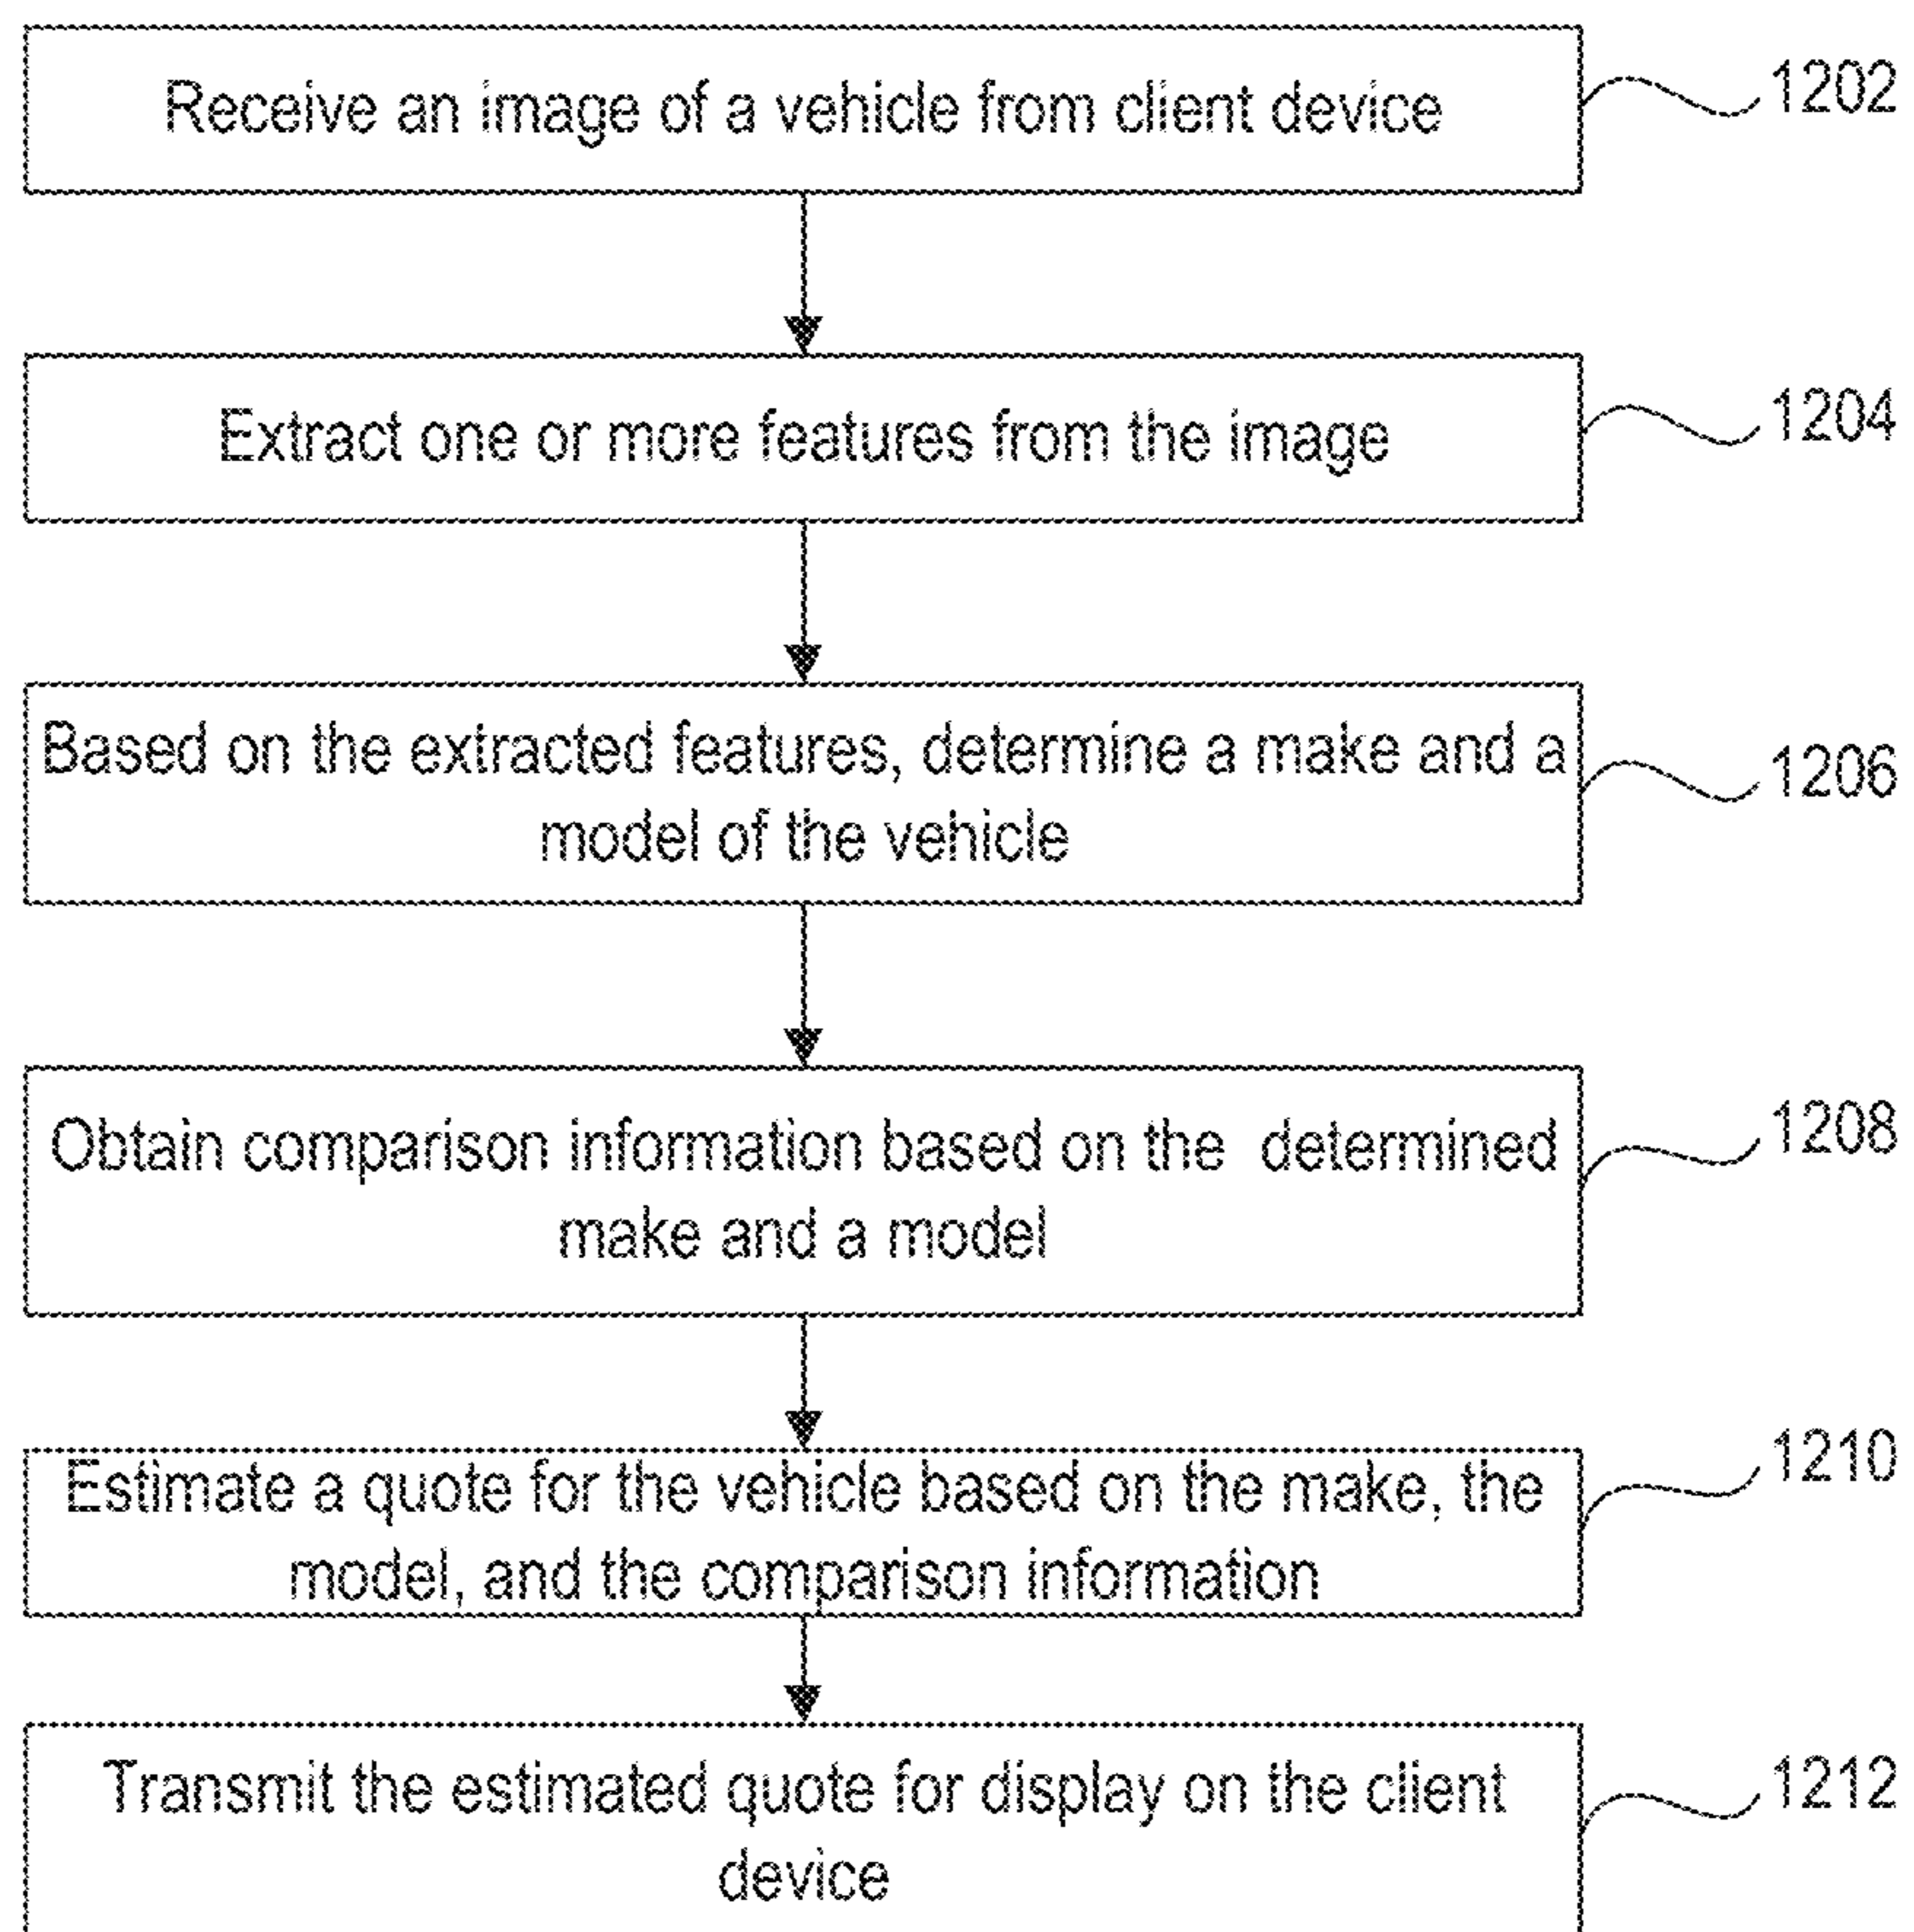 Receive an image of a vehicle from client device
1202
Extract one or more features from the image
1204
Based on the extracted features, determine a make and a
model of the vehicle
1206
Obtain comparison information based on the determined
make and a model
1208
Estimate a quote for the vehicle based on the make, the
model, and the comparison information
1210
Transmit the estimated quote for display on the client
device
1212